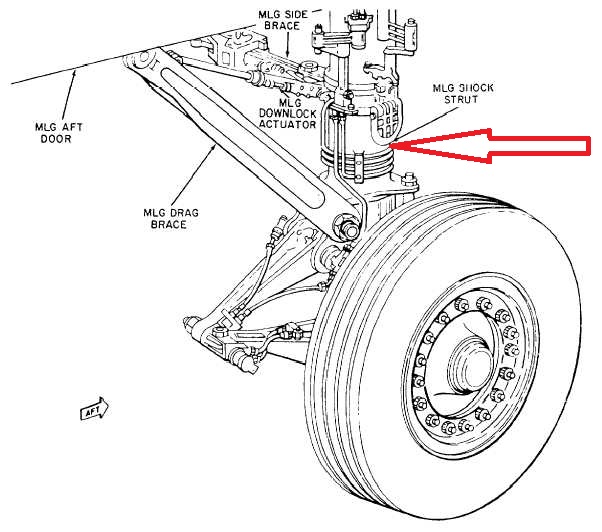 MLG SIDE
BRACE
MLG SHOCK
STRUT
MLG
DOWNLOCK
ACTUATOR
MLG AFT
DOOR
MLG DRAG
BRACE
AFT